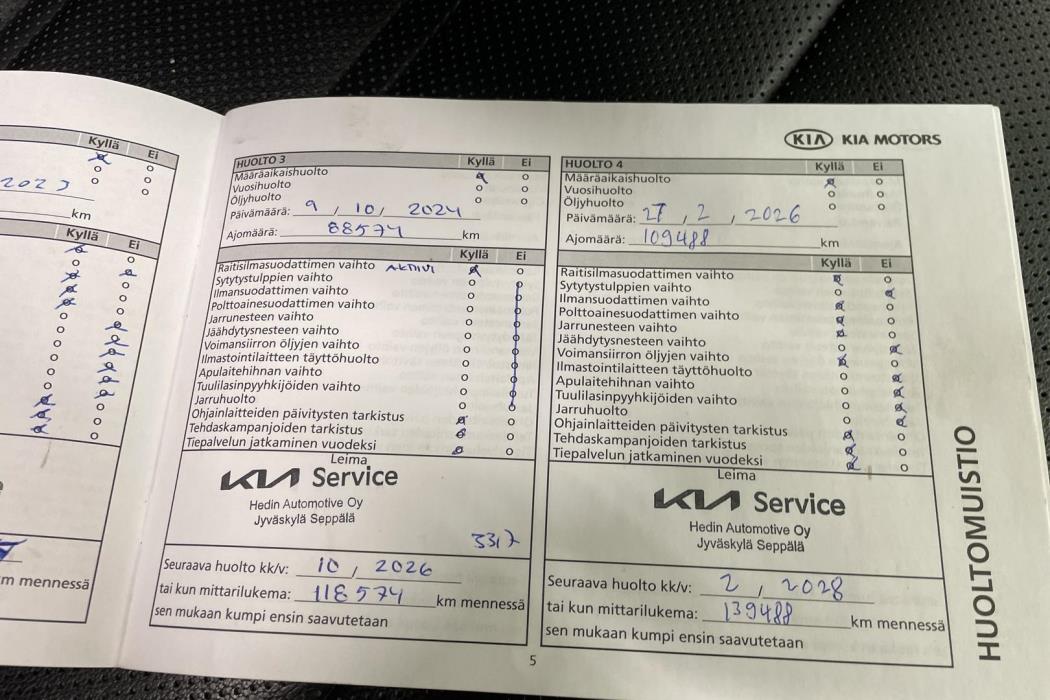 Kyllä Ei
2023
km
Kyllä Ei
m mennessä
KIA KIA MOTORS
HUOLTO 3 Kyllä Ei
Määräaikaishuolto
Vuosihuolto
Öljyhuolto
Päivämäärä: 9 / 10 / 2024
Ajomäärä: 88574 km
Kyllä Ei
Raitisilmasuodattimen vaihto AKTIIVI
Sytytystulppien vaihto
Ilmansuodattimen vaihto
Polttoainesuodattimen vaihto
Jarrunesteen vaihto
Jäähdytysnesteen vaihto
Voimansiirron öljyjen vaihto
Ilmastointilaitteen täyttöhuolto
Apulaitehihnan vaihto
Tuulilasinpyyhkijöiden vaihto
Jarruhuolto
Ohjainlaitteiden päivitysten tarkistus
Tehdaskampanjoiden tarkistus
Tiepalvelun jatkaminen vuodeksi
Leima
KIA Service
Hedin Automotive Oy
Jyväskylä Seppälä
3317
Seuraava huolto kk/v: 10 / 2026
tai kun mittarilukema: 118574 km mennessä
sen mukaan kumpi ensin saavutetaan
HUOLTO 4 Kyllä Ei
Määräaikaishuolto
Vuosihuolto
Öljyhuolto
Päivämäärä: 27 / 2 / 2026
Ajomäärä: 109488 km
Kyllä Ei
Raitisilmasuodattimen vaihto
Sytytystulppien vaihto
Ilmansuodattimen vaihto
Polttoainesuodattimen vaihto
Jarrunesteen vaihto
Jäähdytysnesteen vaihto
Voimansiirron öljyjen vaihto
Ilmastointilaitteen täyttöhuolto
Apulaitehihnan vaihto
Tuulilasinpyyhkijöiden vaihto
Jarruhuolto
Ohjainlaitteiden päivitysten tarkistus
Tehdaskampanjoiden tarkistus
Tiepalvelun jatkaminen vuodeksi
Leima
KIA Service
Hedin Automotive Oy
Jyväskylä Seppälä
Seuraava huolto kk/v: 2 / 2028
tai kun mittarilukema: 139488 km mennessä
sen mukaan kumpi ensin saavutetaan
HUOLTOMUISTIO
5